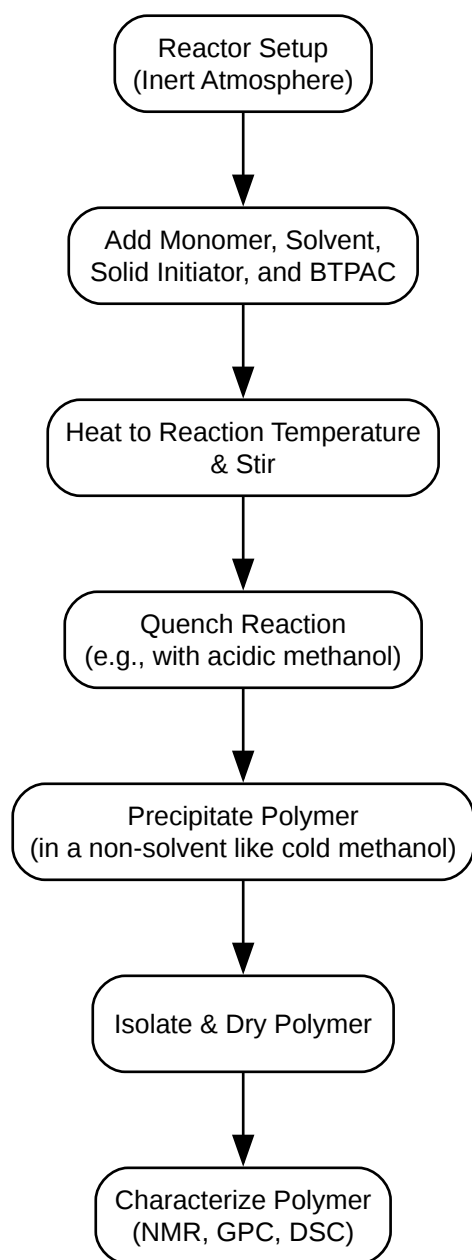 Reactor Setup
(Inert Atmosphere)
Add Monomer, Solvent,
Solid Initiator, and BTPAC
Heat to Reaction Temperature
& Stir
Quench Reaction
(e.g., with acidic methanol)
Precipitate Polymer
(in a non-solvent like cold methanol)
Isolate & Dry Polymer
Characterize Polymer
(NMR, GPC, DSC)